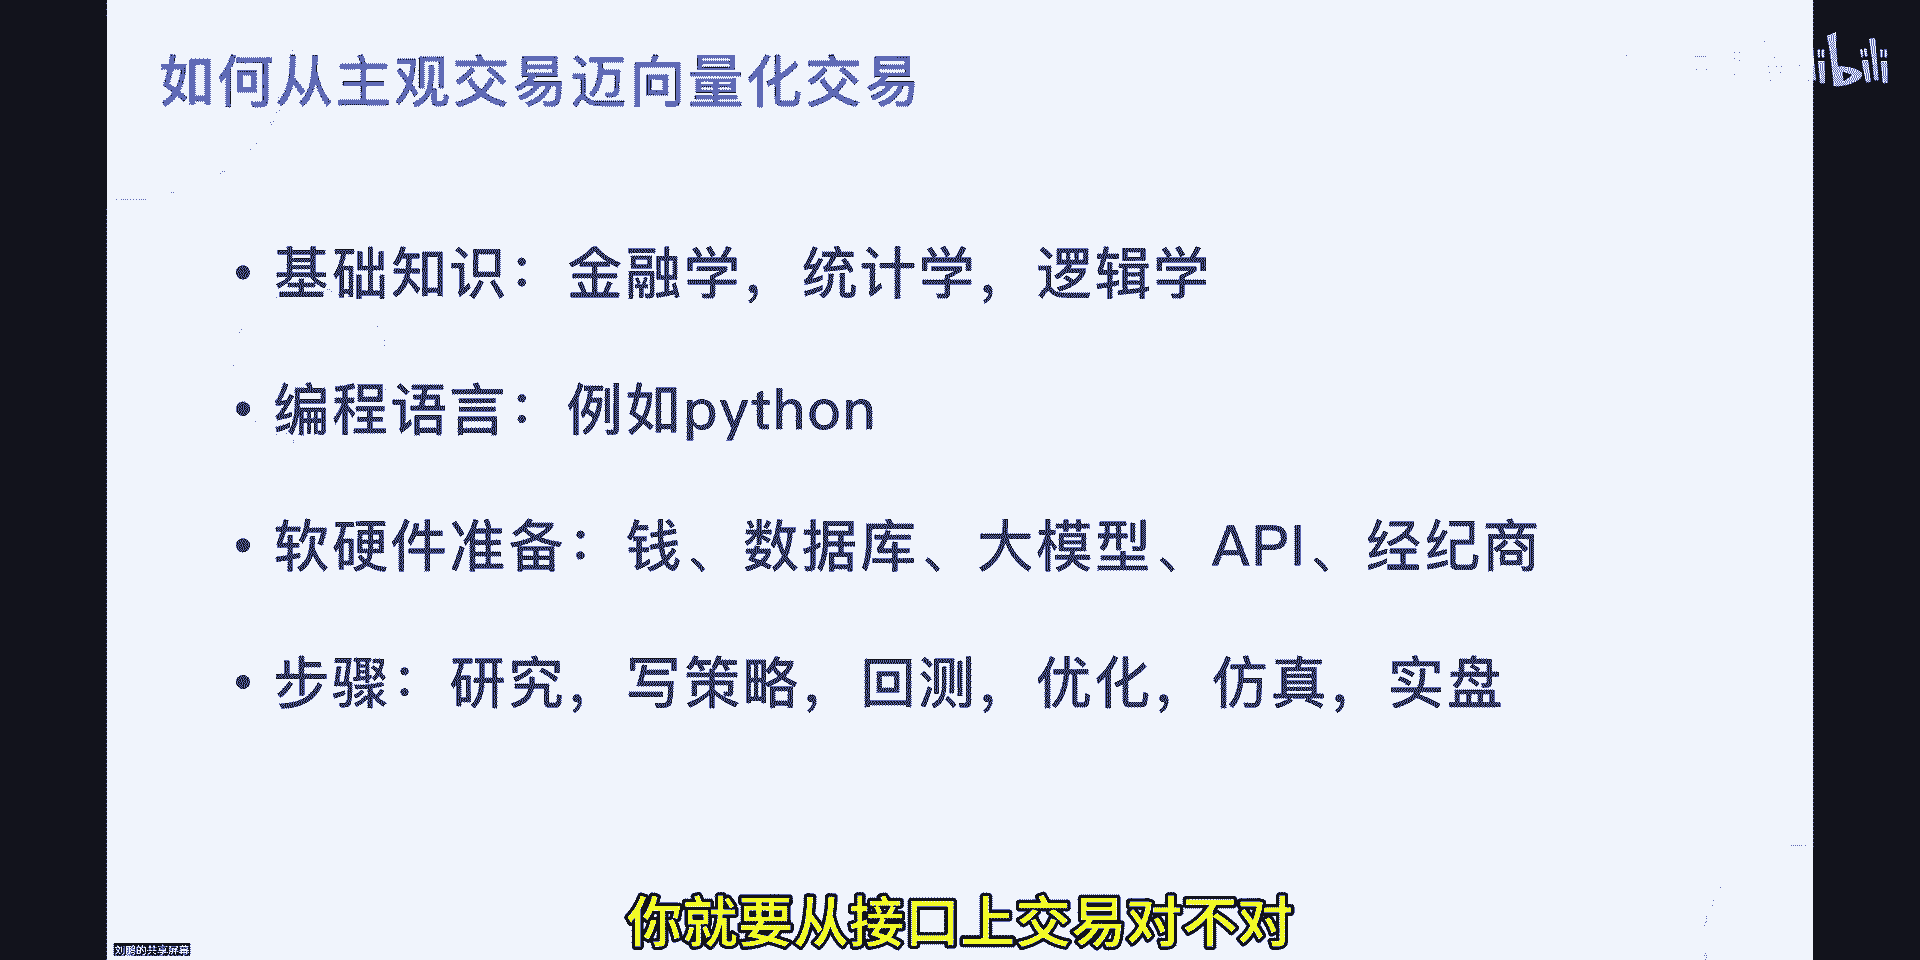 如何从主观交易迈向量化交易
bilibili
• 基础知识：金融学，统计学，逻辑学
• 编程语言：例如python
• 软硬件准备：钱、数据库、大模型、API、经纪商
• 步骤：研究，写策略，回测，优化，仿真，实盘
你就要从接口上交易对不对
刘鹏的共享屏幕